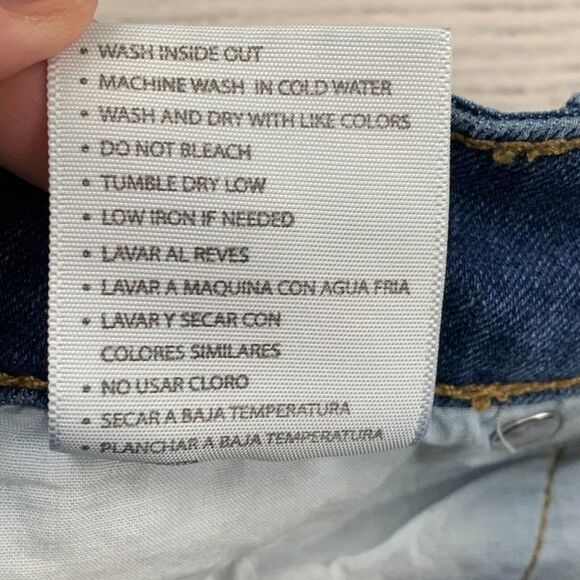 • WASH INSIDE OUT
• MACHINE WASH IN COLD WATER
• WASH AND DRY WITH LIKE COLORS
• DO NOT BLEACH
• TUMBLE DRY LOW
• LOW IRON IF NEEDED
• LAVAR AL REVES
• LAVAR A MAQUINA CON AGUA FRIA
• LAVAR Y SECAR CON
COLORES SIMILARES
• NO USAR CLORO
• SECAR A BAJA TEMPERATURA
• PLANCHAR A BAJA TEMPERATURA